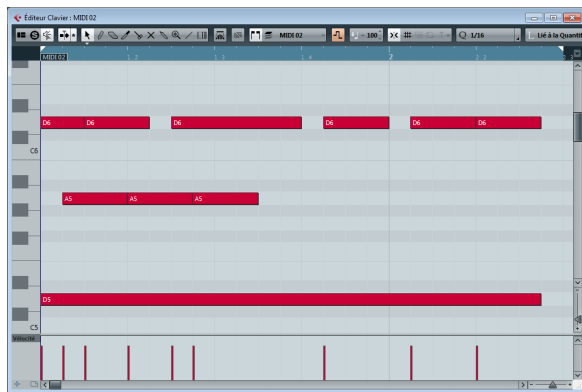 Éditeur Clavier : MIDI 02
MIDI 02 100 Q 1/16 Lié à la Quantif
MIDI 02 1 2 1 3 1 4 2 2 2
D6 D6 D6 D6 D6 D6
C6
A5 A5 A5
D5
C5
Vélocité